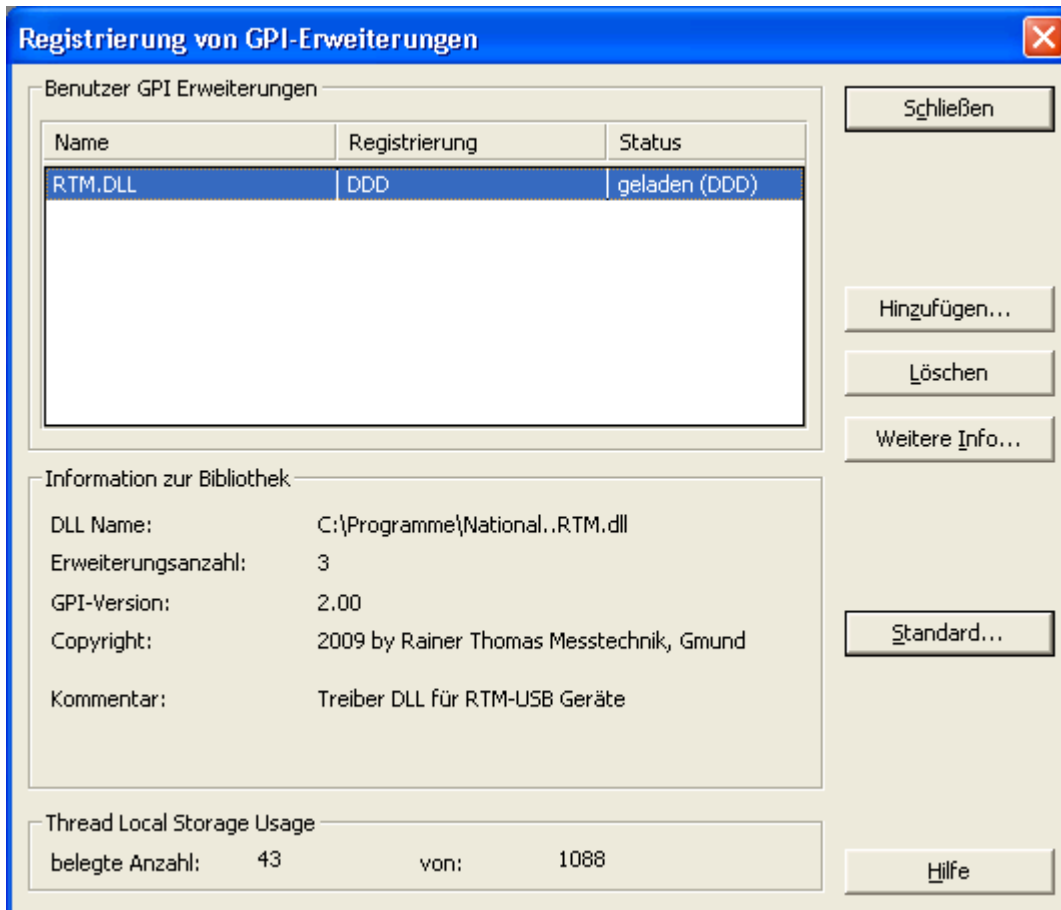 Registrierung von GPI-Erweiterungen
Benutzer GPI Erweiterungen
Name Registrierung Status
RTM.DLL DDD geladen (DDD)
Schließen
Hinzufügen...
Löschen
Weitere Info...
Information zur Bibliothek
DLL Name: C:\Programme\National..RTM.dll
Erweiterungsanzahl: 3
GPI-Version: 2.00
Copyright: 2009 by Rainer Thomas Messtechnik, Gmund
Kommentar: Treiber DLL für RTM-USB Geräte
Standard...
Thread Local Storage Usage
belegte Anzahl: 43 von: 1088
Hilfe